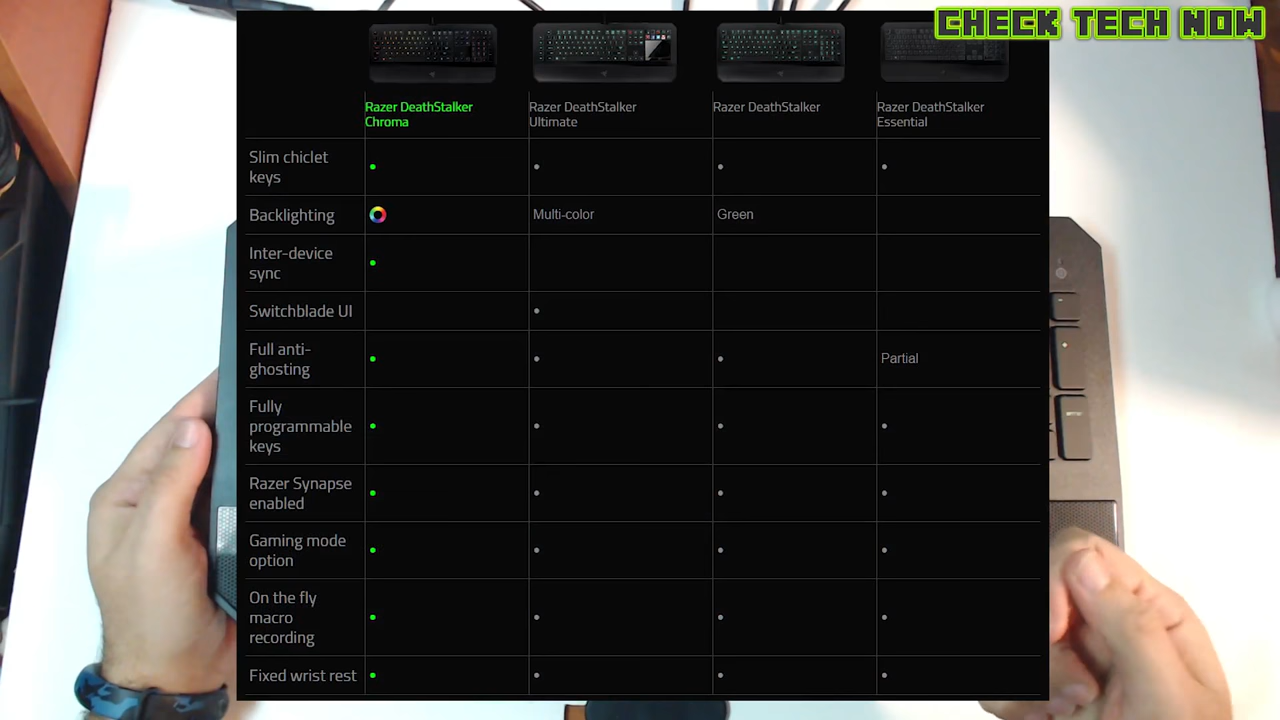 CHECK TECH NOW
Razer DeathStalker
Chroma
Razer DeathStalker
Ultimate
Razer DeathStalker
Razer DeathStalker
Essential
Slim chiclet
keys
Backlighting
Multi-color
Green
Inter-device
sync
Switchblade UI
Full anti-
ghosting
Partial
Fully
programmable
keys
Razer Synapse
enabled
Gaming mode
option
On the fly
macro
recording
Fixed wrist rest